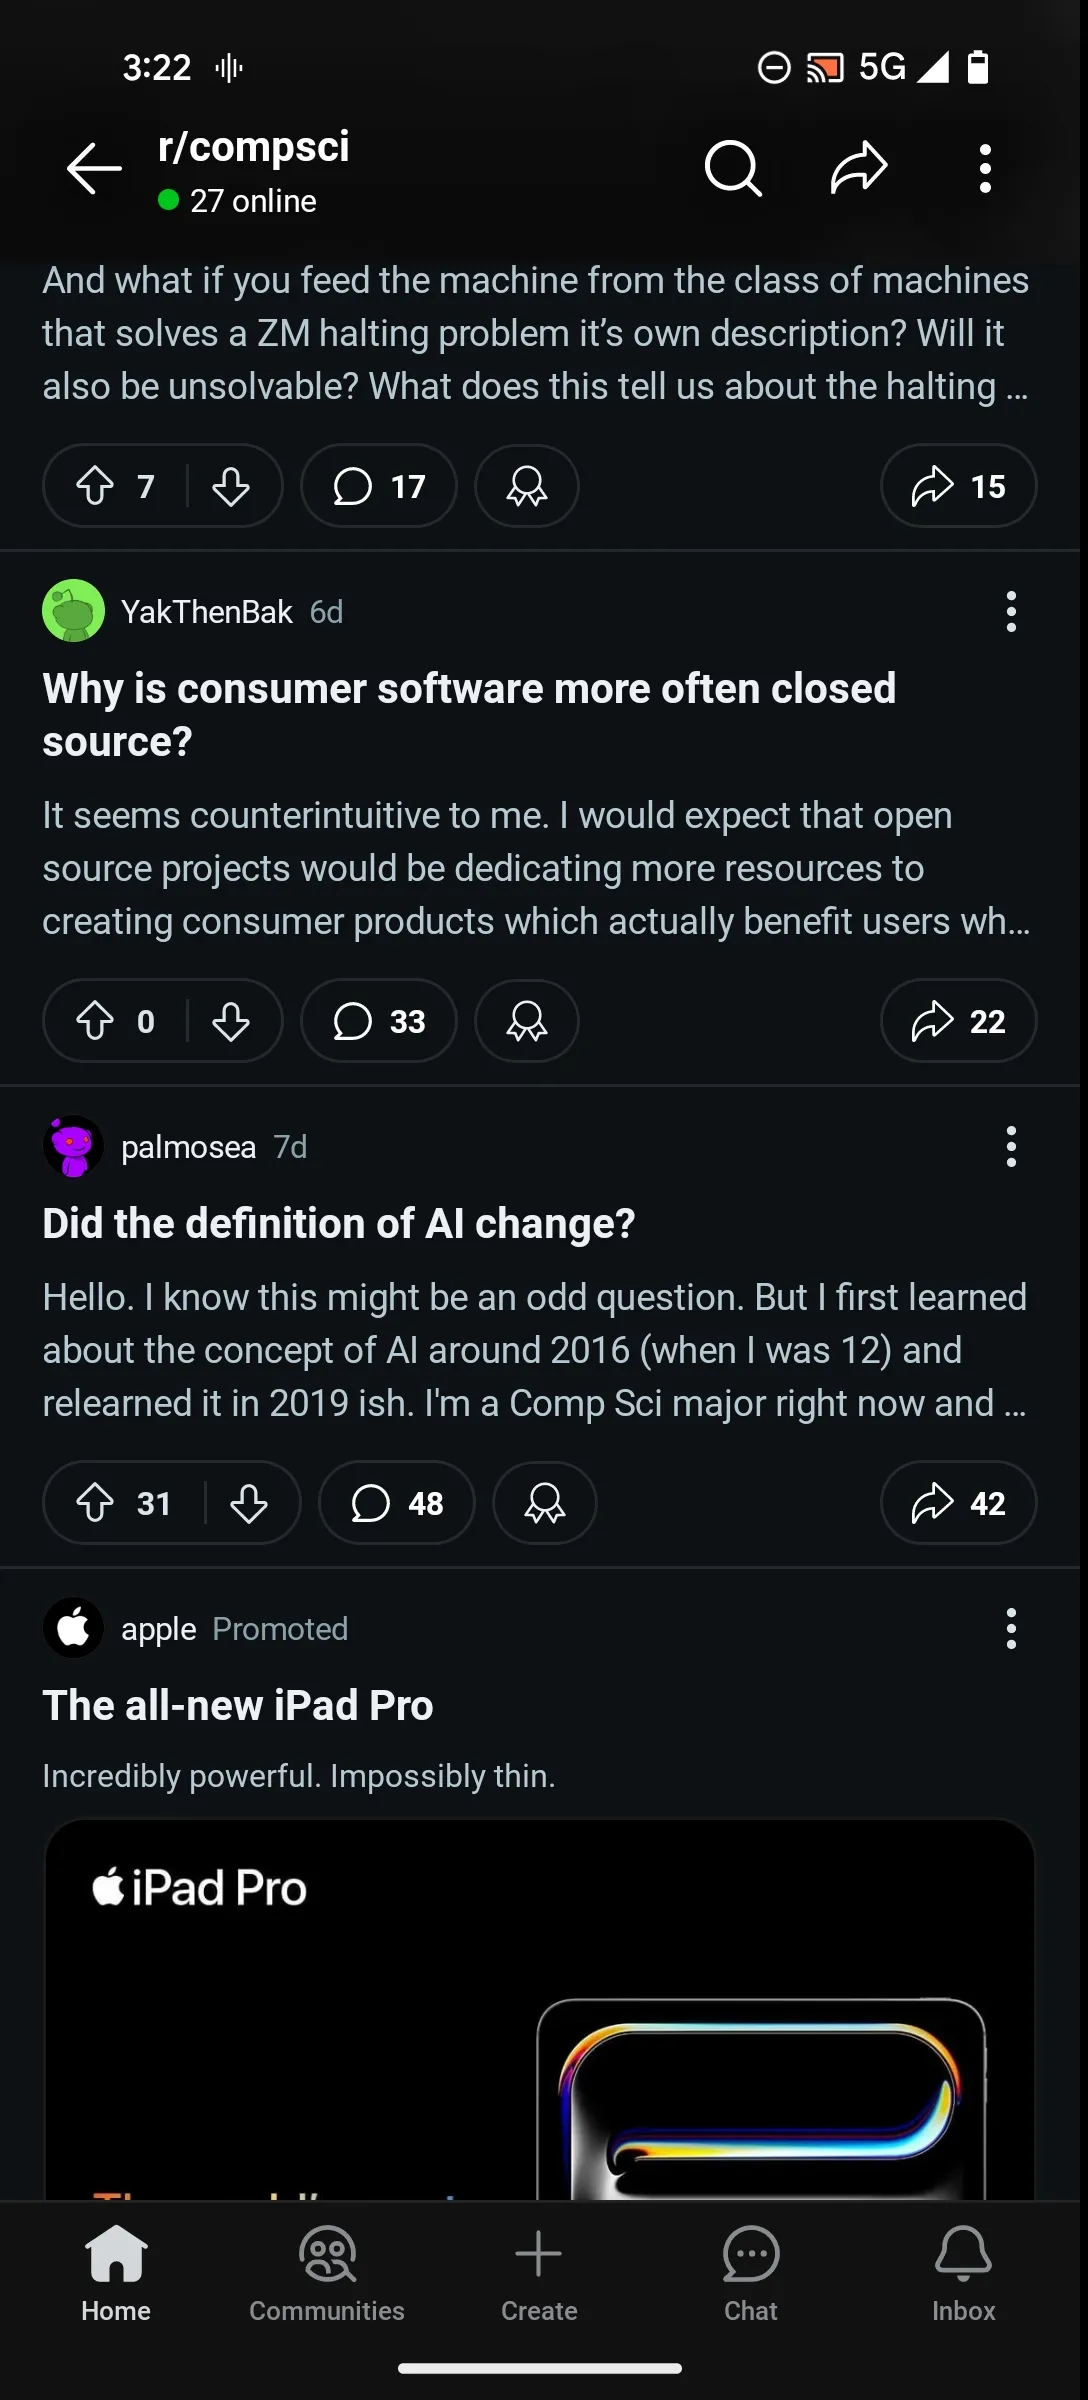 3:22
5G
r/compsci
27 online
And what if you feed the machine from the class of machines
that solves a ZM halting problem it’s own description? Will it
also be unsolvable? What does this tell us about the halting ...
7
17
15
YakThenBak 6d
Why is consumer software more often closed
source?
It seems counterintuitive to me. I would expect that open
source projects would be dedicating more resources to
creating consumer products which actually benefit users wh...
0
33
22
palmosea 7d
Did the definition of AI change?
Hello. I know this might be an odd question. But I first learned
about the concept of AI around 2016 (when I was 12) and
relearned it in 2019 ish. I'm a Comp Sci major right now and ...
31
48
42
apple Promoted
The all-new iPad Pro
Incredibly powerful. Impossibly thin.
iPad Pro
Home
Communities
Create
Chat
Inbox